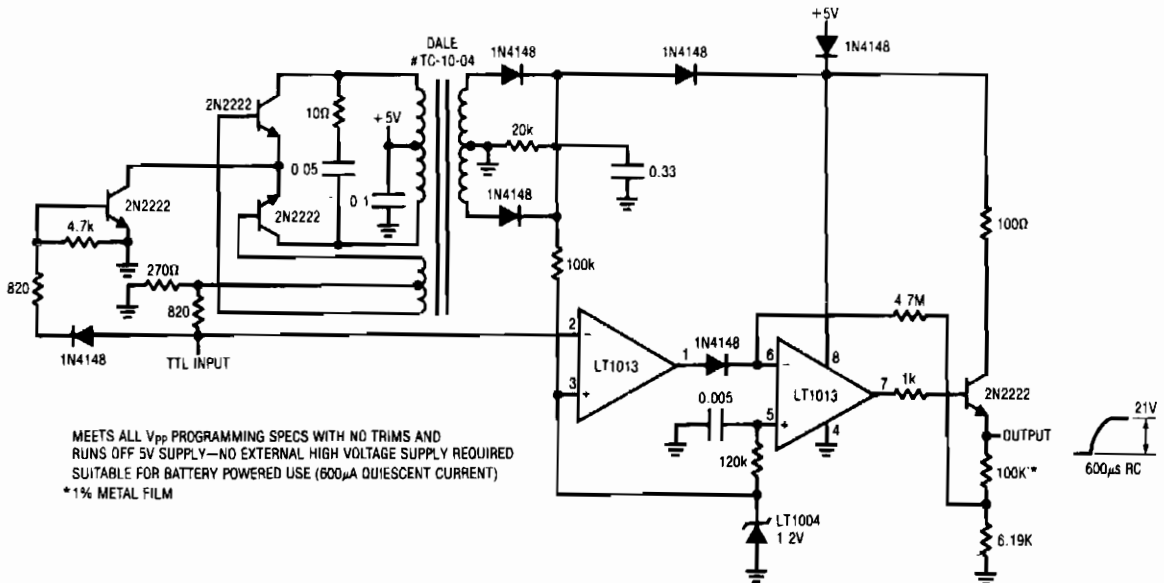 +5V
DALE
#TC-10-04
1N4148
1N4148
1N4148
2N2222
10Ω
+5V
20k
0.05
0.1
0.33
2N2222
2N2222
1N4148
4.7k
100Ω
820
270Ω
820
100k
4.7M
1N4148
TTL INPUT
2
3
1
LT1013
1N4148
6
5
8
7
4
LT1013
1k
2N2222
0.005
120k
OUTPUT
21V
600µs RC
100K*
6.19K
LT1004
1.2V
MEETS ALL Vpp PROGRAMMING SPECS WITH NO TRIMS AND
RUNS OFF 5V SUPPLY—NO EXTERNAL HIGH VOLTAGE SUPPLY REQUIRED
SUITABLE FOR BATTERY POWERED USE (600µA QUIESCENT CURRENT)
*1% METAL FILM